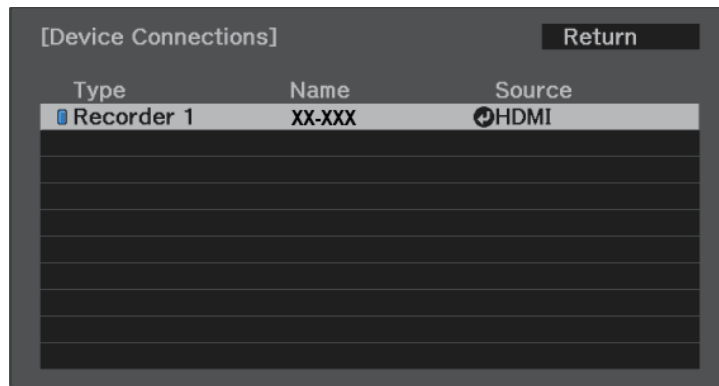 [Device Connections] Return
Type Name Source
Recorder 1 XX-XXX HDMI